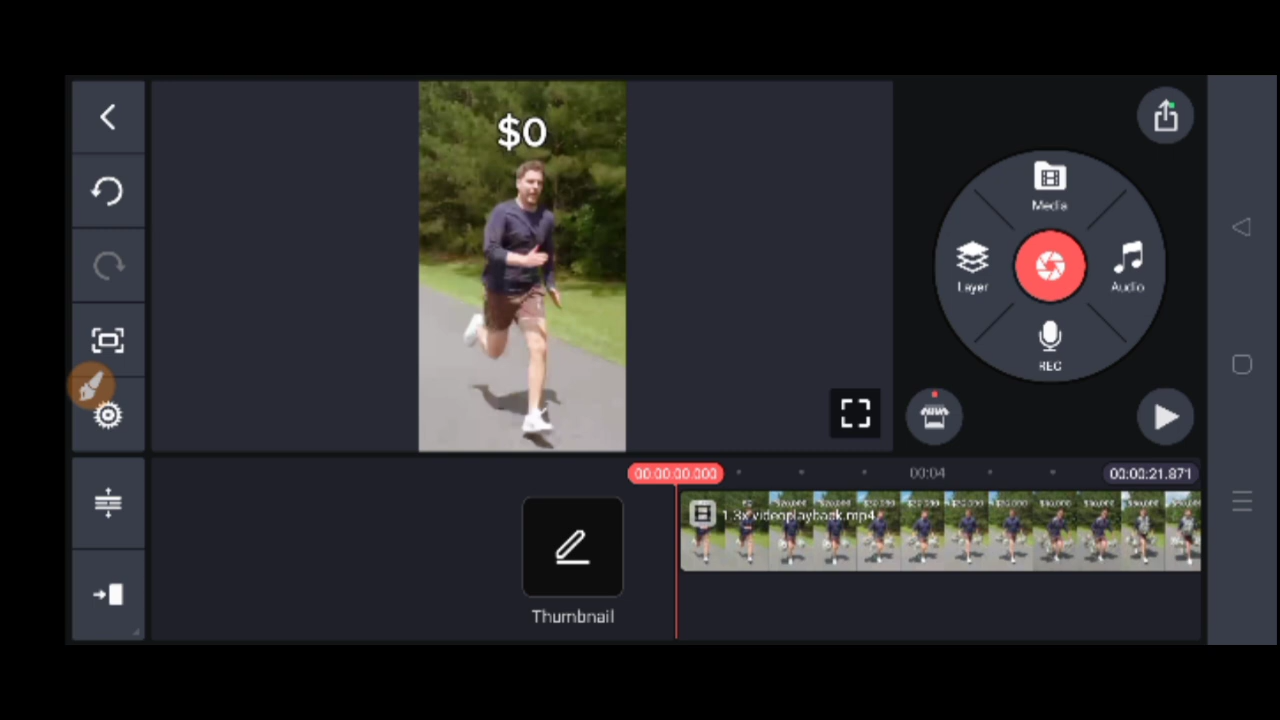 $0
Media
Layer
Audio
REC
00:00:00.000
00:04
00:00:21.871
1.3x videoplayback.mp4
Thumbnail